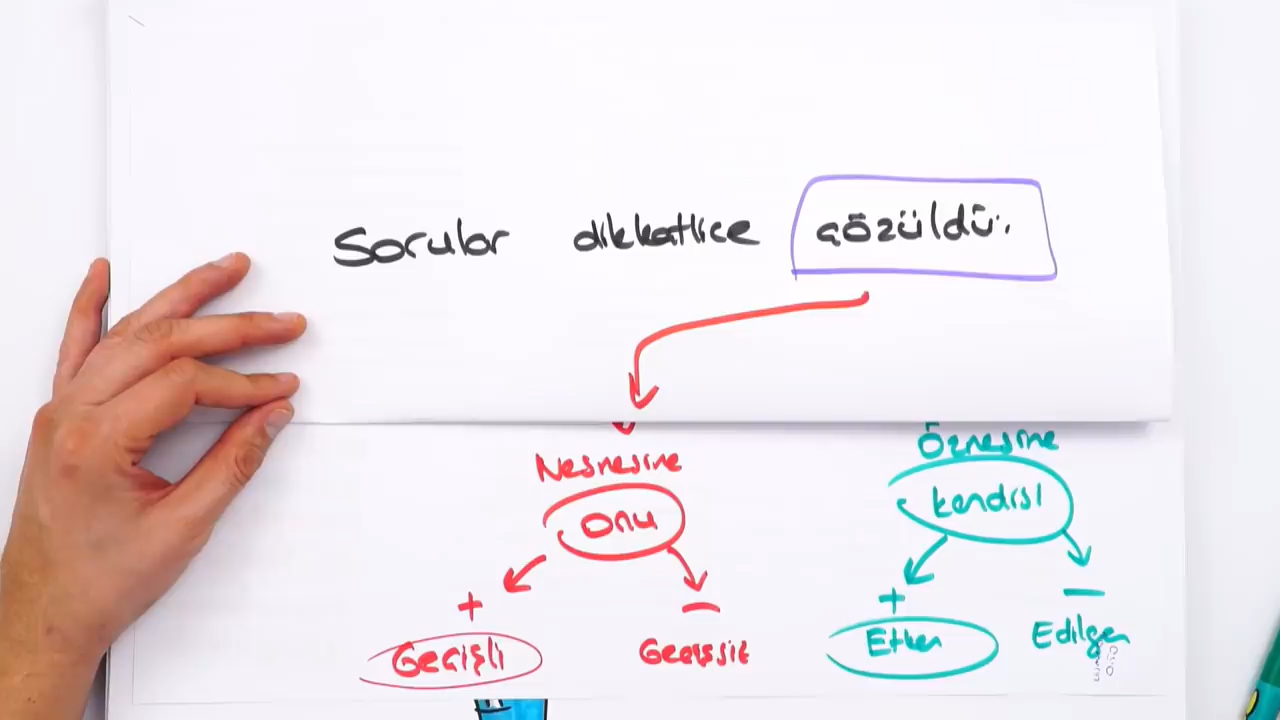 Sorular dikkatlice çözüldü.
Nesnesine
onu
+
−
Geçişli
Geçişsiz
Öznesine
kendisi
+
−
Etken
Edilgen